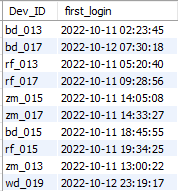 Dev_ID first_login
bd_013 2022-10-11 02:23:45
bd_017 2022-10-12 07:30:18
rf_013 2022-10-11 05:20:40
rf_017 2022-10-11 09:28:56
zm_015 2022-10-11 14:05:08
zm_017 2022-10-11 14:33:27
bd_015 2022-10-11 18:45:55
rf_015 2022-10-11 19:34:25
zm_013 2022-10-11 13:00:22
wd_019 2022-10-12 23:19:17